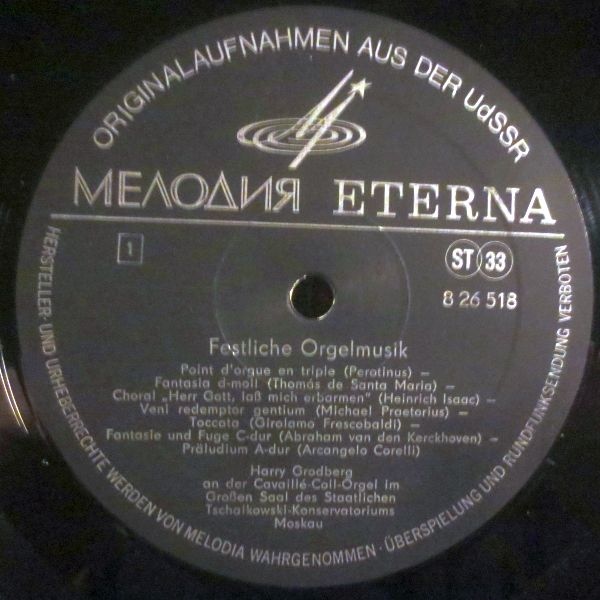 ORIGINALAUFNAHMEN AUS DER UdSSR
МЕЛОДИЯ ETERNA
1
ST 33
8 26 518
Festliche Orgelmusik
Point d'orgue en triple (Perotinus) –
Fantasia d-moll (Thomás de Santa Maria) –
Choral „Herr Gott, laß mich erbarmen" (Heinrich Isaac) –
Veni redemptor gentium (Michael Praetorius) –
Toccata (Girolamo Frescobaldi) –
Fantasie und Fuge C-dur (Abraham van den Kerckhoven) –
Präludium A-dur (Arcangelo Corelli)
Harry Grodberg
an der Cavaillé-Coll-Orgel im
Großen Saal des Staatlichen
Tschaikowski-Konservatoriums
Moskau
HERSTELLER- UND URHEBERRECHTE WERDEN VON MELODIA WAHRGENOMMEN · ÜBERSPIELUNG UND RUNDFUNKSENDUNG VERBOTEN